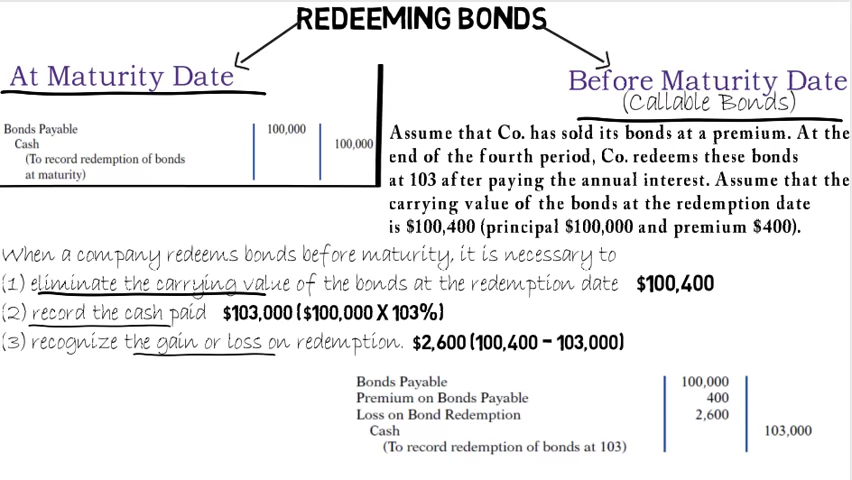 REDEEMING BONDS
At Maturity Date
Bonds Payable 100,000
Cash 100,000
(To record redemption of bonds
at maturity)
Before Maturity Date
(Callable Bonds)
Assume that Co. has sold its bonds at a premium. At the
end of the fourth period, Co. redeems these bonds
at 103 after paying the annual interest. Assume that the
carrying value of the bonds at the redemption date
is $100,400 (principal $100,000 and premium $400).
When a company redeems bonds before maturity, it is necessary to
(1) eliminate the carrying value of the bonds at the redemption date $100,400
(2) record the cash paid $103,000 ($100,000 X 103%)
(3) recognize the gain or loss on redemption. $2,600 (100,400 – 103,000)
Bonds Payable 100,000
Premium on Bonds Payable 400
Loss on Bond Redemption 2,600
Cash 103,000
(To record redemption of bonds at 103)